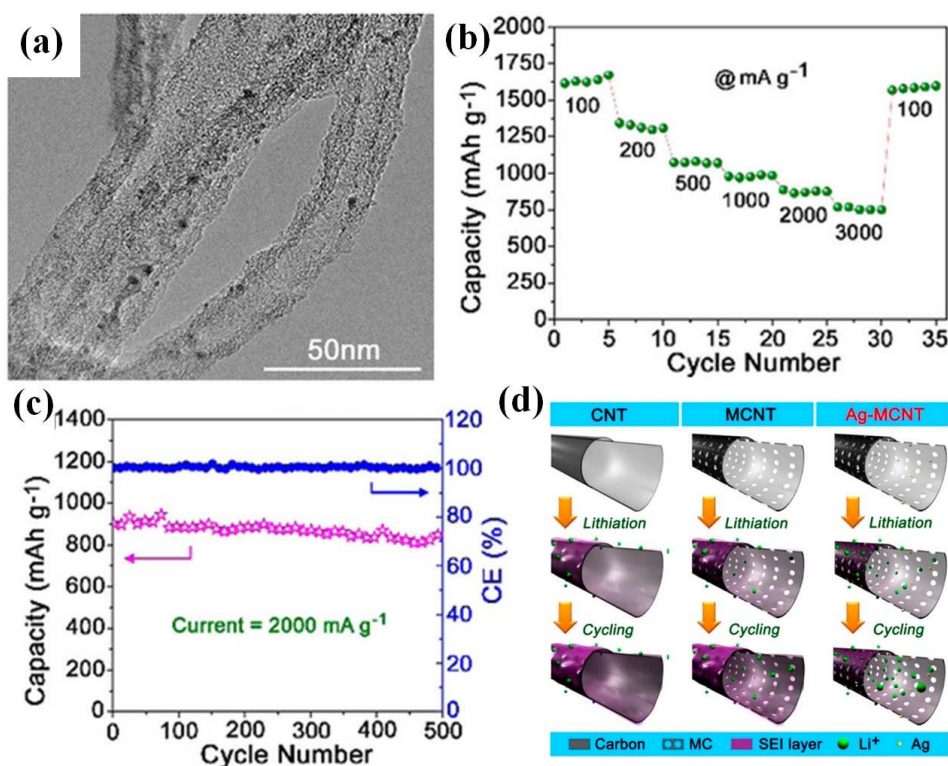 (a)
50nm
(b)
Capacity (mAh g⁻¹)
2000
1750
1500
1250
1000
750
500
250
0
@ mA g⁻¹
100
200
500
1000
2000
3000
100
0 5 10 15 20 25 30 35
Cycle Number
(c)
Capacity (mAh g⁻¹)
1400
1200
1000
800
600
400
200
0
120
100
80
60
40
20
0
CE (%)
Current = 2000 mA g⁻¹
0 100 200 300 400 500
Cycle Number
(d)
CNT MCNT Ag-MCNT
Lithiation Lithiation Lithiation
Cycling Cycling Cycling
Carbon MC SEI layer Li⁺ Ag